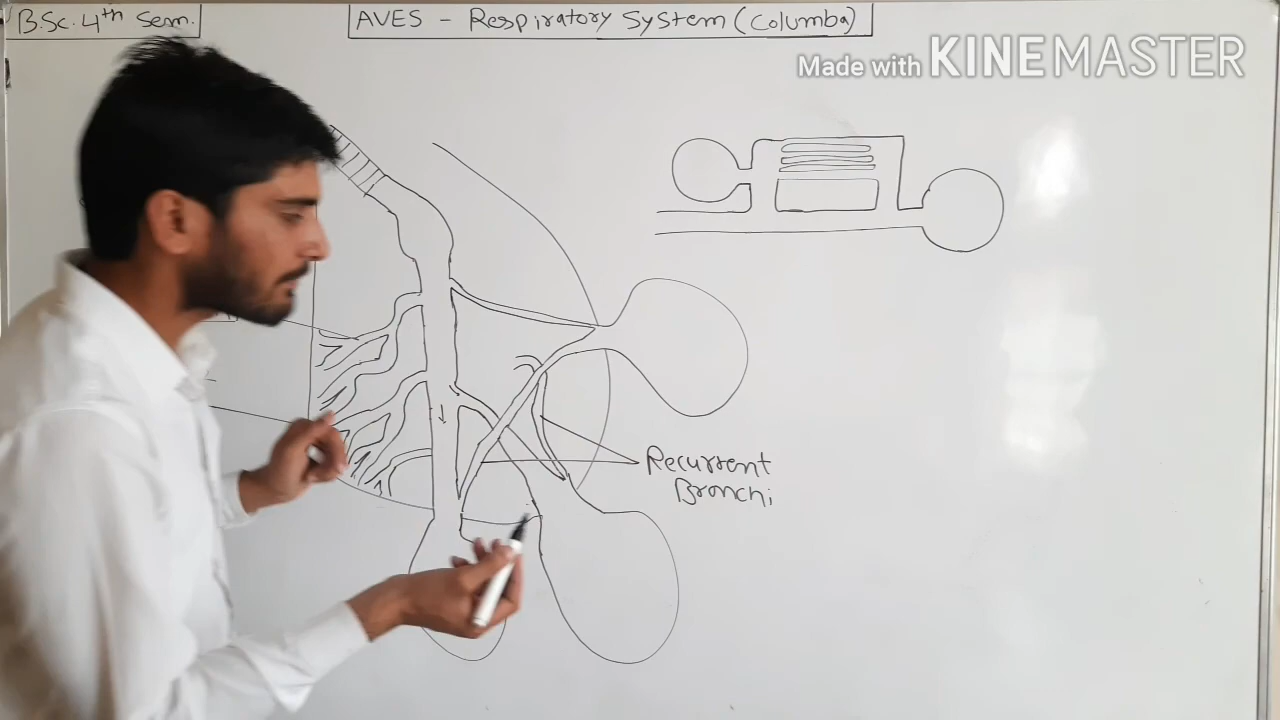 B.Sc. 4th Sem.
AVES - Respiratory System (Columba)
Made with KINEMASTER
Recurrent
Bronchi